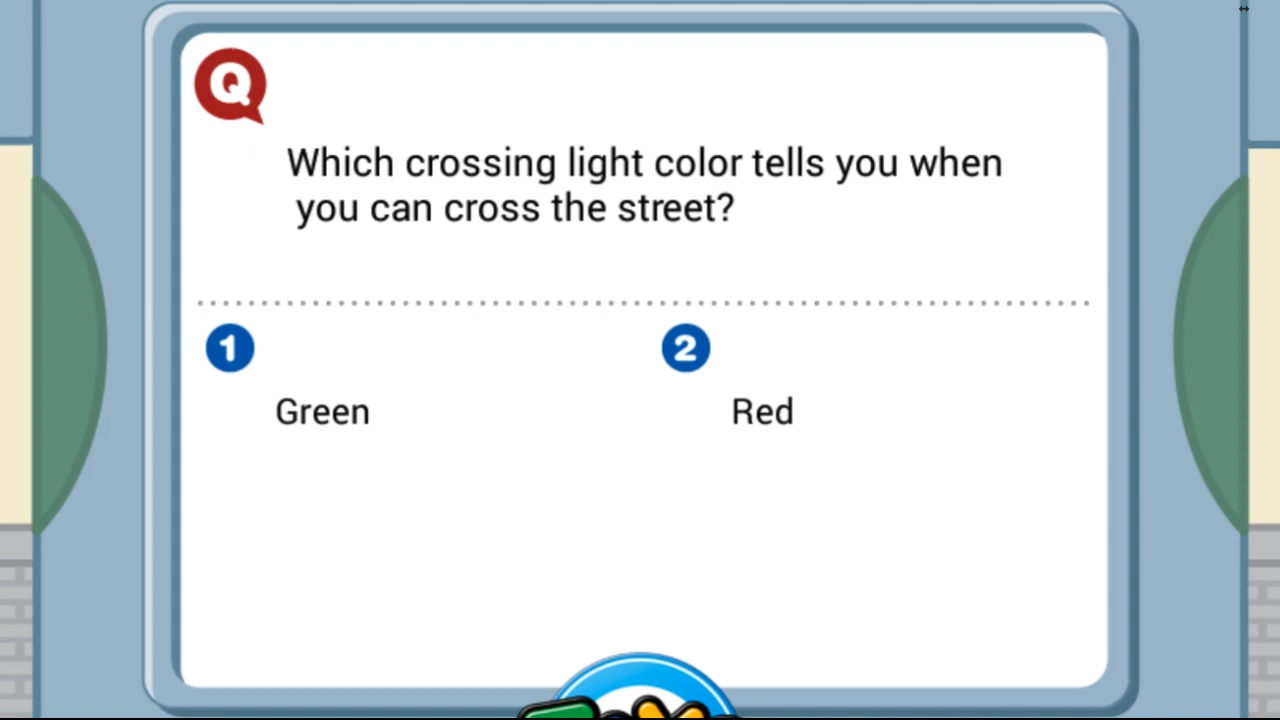 Q
Which crossing light color tells you when
you can cross the street?
1
2
Green
Red